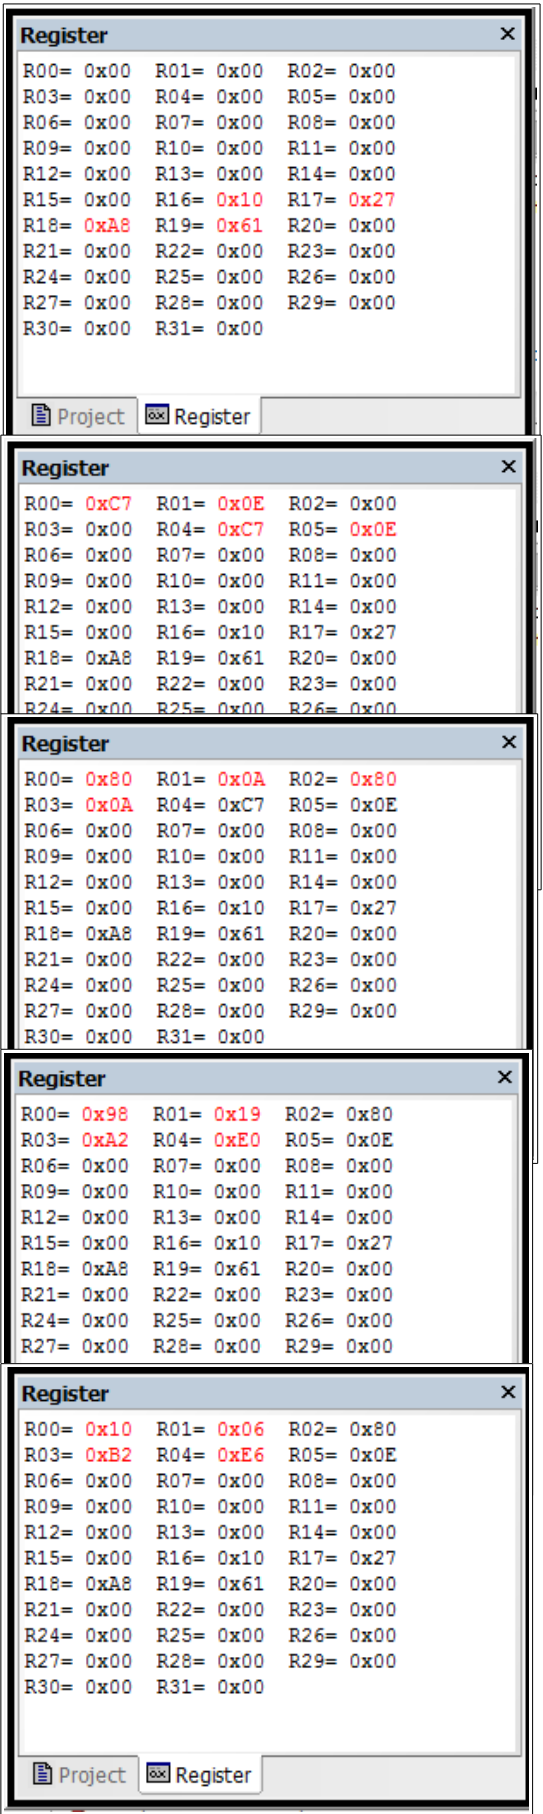 Register ×
R00= 0x00 R01= 0x00 R02= 0x00
R03= 0x00 R04= 0x00 R05= 0x00
R06= 0x00 R07= 0x00 R08= 0x00
R09= 0x00 R10= 0x00 R11= 0x00
R12= 0x00 R13= 0x00 R14= 0x00
R15= 0x00 R16= 0x10 R17= 0x27
R18= 0xA8 R19= 0x61 R20= 0x00
R21= 0x00 R22= 0x00 R23= 0x00
R24= 0x00 R25= 0x00 R26= 0x00
R27= 0x00 R28= 0x00 R29= 0x00
R30= 0x00 R31= 0x00
Project Register
Register ×
R00= 0xC7 R01= 0x0E R02= 0x00
R03= 0x00 R04= 0xC7 R05= 0x0E
R06= 0x00 R07= 0x00 R08= 0x00
R09= 0x00 R10= 0x00 R11= 0x00
R12= 0x00 R13= 0x00 R14= 0x00
R15= 0x00 R16= 0x10 R17= 0x27
R18= 0xA8 R19= 0x61 R20= 0x00
R21= 0x00 R22= 0x00 R23= 0x00
R24= 0x00 R25= 0x00 R26= 0x00
Register ×
R00= 0x80 R01= 0x0A R02= 0x80
R03= 0x0A R04= 0xC7 R05= 0x0E
R06= 0x00 R07= 0x00 R08= 0x00
R09= 0x00 R10= 0x00 R11= 0x00
R12= 0x00 R13= 0x00 R14= 0x00
R15= 0x00 R16= 0x10 R17= 0x27
R18= 0xA8 R19= 0x61 R20= 0x00
R21= 0x00 R22= 0x00 R23= 0x00
R24= 0x00 R25= 0x00 R26= 0x00
R27= 0x00 R28= 0x00 R29= 0x00
R30= 0x00 R31= 0x00
Register ×
R00= 0x98 R01= 0x19 R02= 0x80
R03= 0xA2 R04= 0xE0 R05= 0x0E
R06= 0x00 R07= 0x00 R08= 0x00
R09= 0x00 R10= 0x00 R11= 0x00
R12= 0x00 R13= 0x00 R14= 0x00
R15= 0x00 R16= 0x10 R17= 0x27
R18= 0xA8 R19= 0x61 R20= 0x00
R21= 0x00 R22= 0x00 R23= 0x00
R24= 0x00 R25= 0x00 R26= 0x00
R27= 0x00 R28= 0x00 R29= 0x00
Register ×
R00= 0x10 R01= 0x06 R02= 0x80
R03= 0xB2 R04= 0xE6 R05= 0x0E
R06= 0x00 R07= 0x00 R08= 0x00
R09= 0x00 R10= 0x00 R11= 0x00
R12= 0x00 R13= 0x00 R14= 0x00
R15= 0x00 R16= 0x10 R17= 0x27
R18= 0xA8 R19= 0x61 R20= 0x00
R21= 0x00 R22= 0x00 R23= 0x00
R24= 0x00 R25= 0x00 R26= 0x00
R27= 0x00 R28= 0x00 R29= 0x00
R30= 0x00 R31= 0x00
Project Register